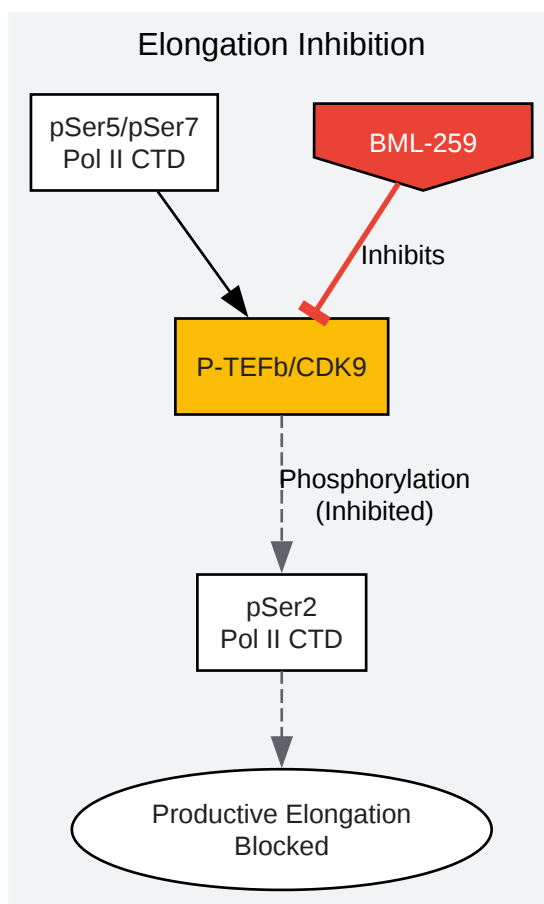 Elongation Inhibition
pSer5/pSer7
Pol II CTD
BML-259
Inhibits
P-TEFb/CDK9
Phosphorylation
(Inhibited)
pSer2
Pol II CTD
Productive Elongation
Blocked